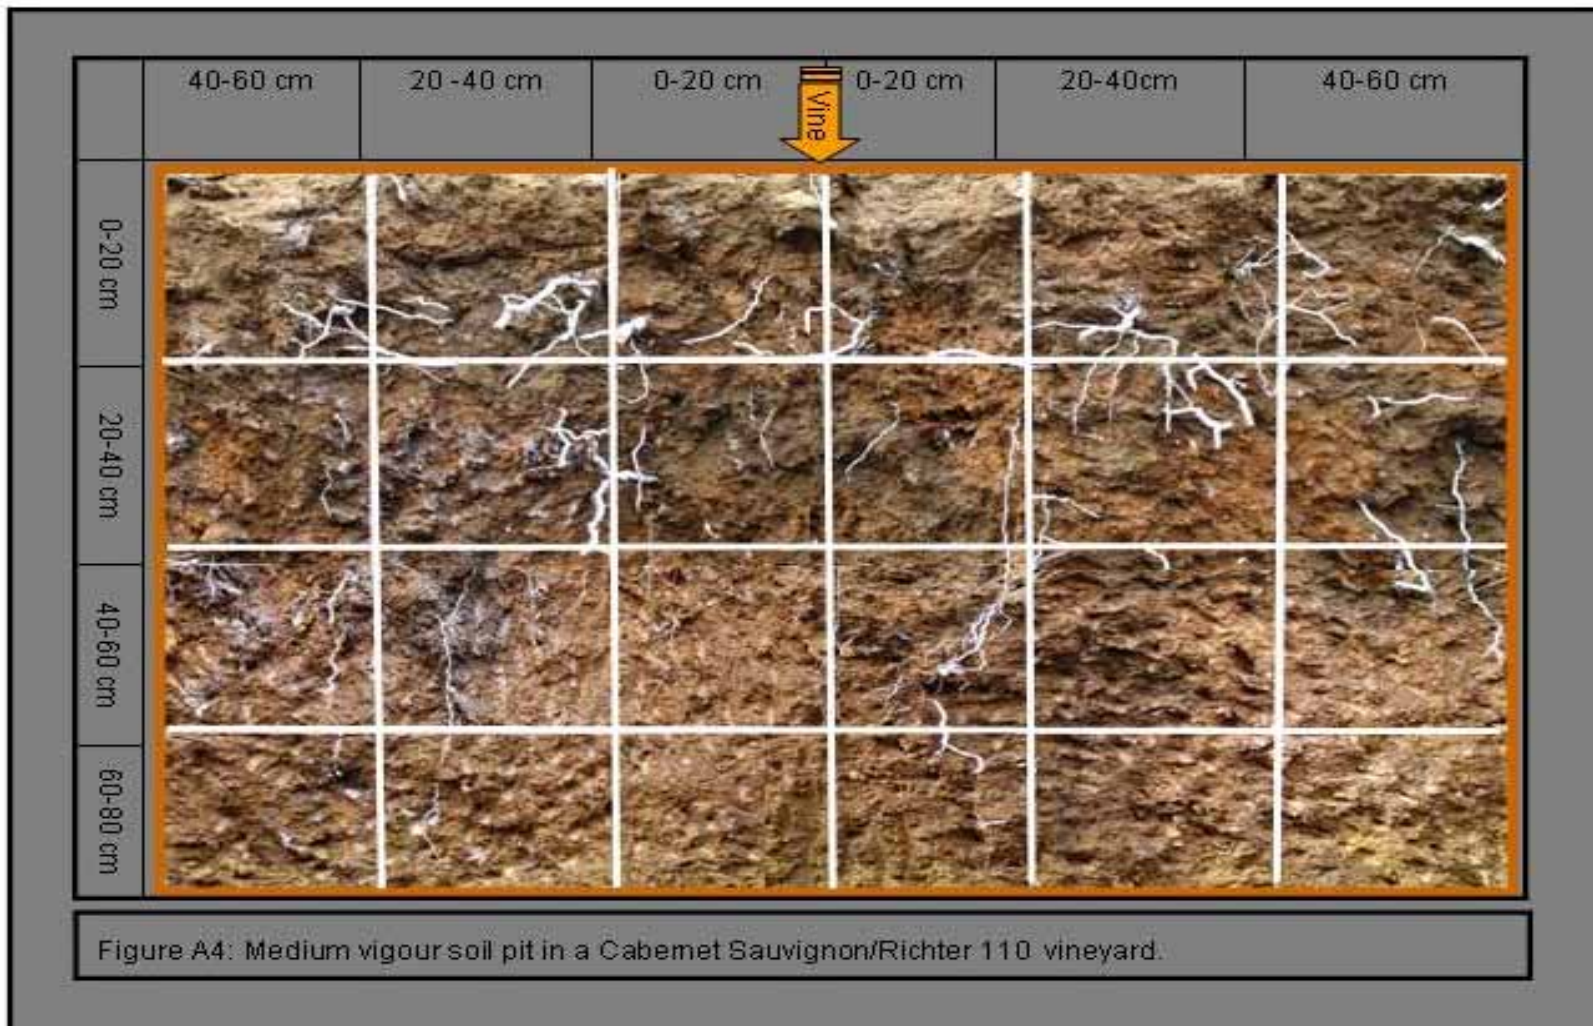 40-60 cm 20 -40 cm 0-20 cm Vine 0-20 cm 20-40cm 40-60 cm
0-20 cm
20-40 cm
40-60 cm
60-80 cm
Figure A4: Medium vigour soil pit in a Cabernet Sauvignon/Richter 110 vineyard.